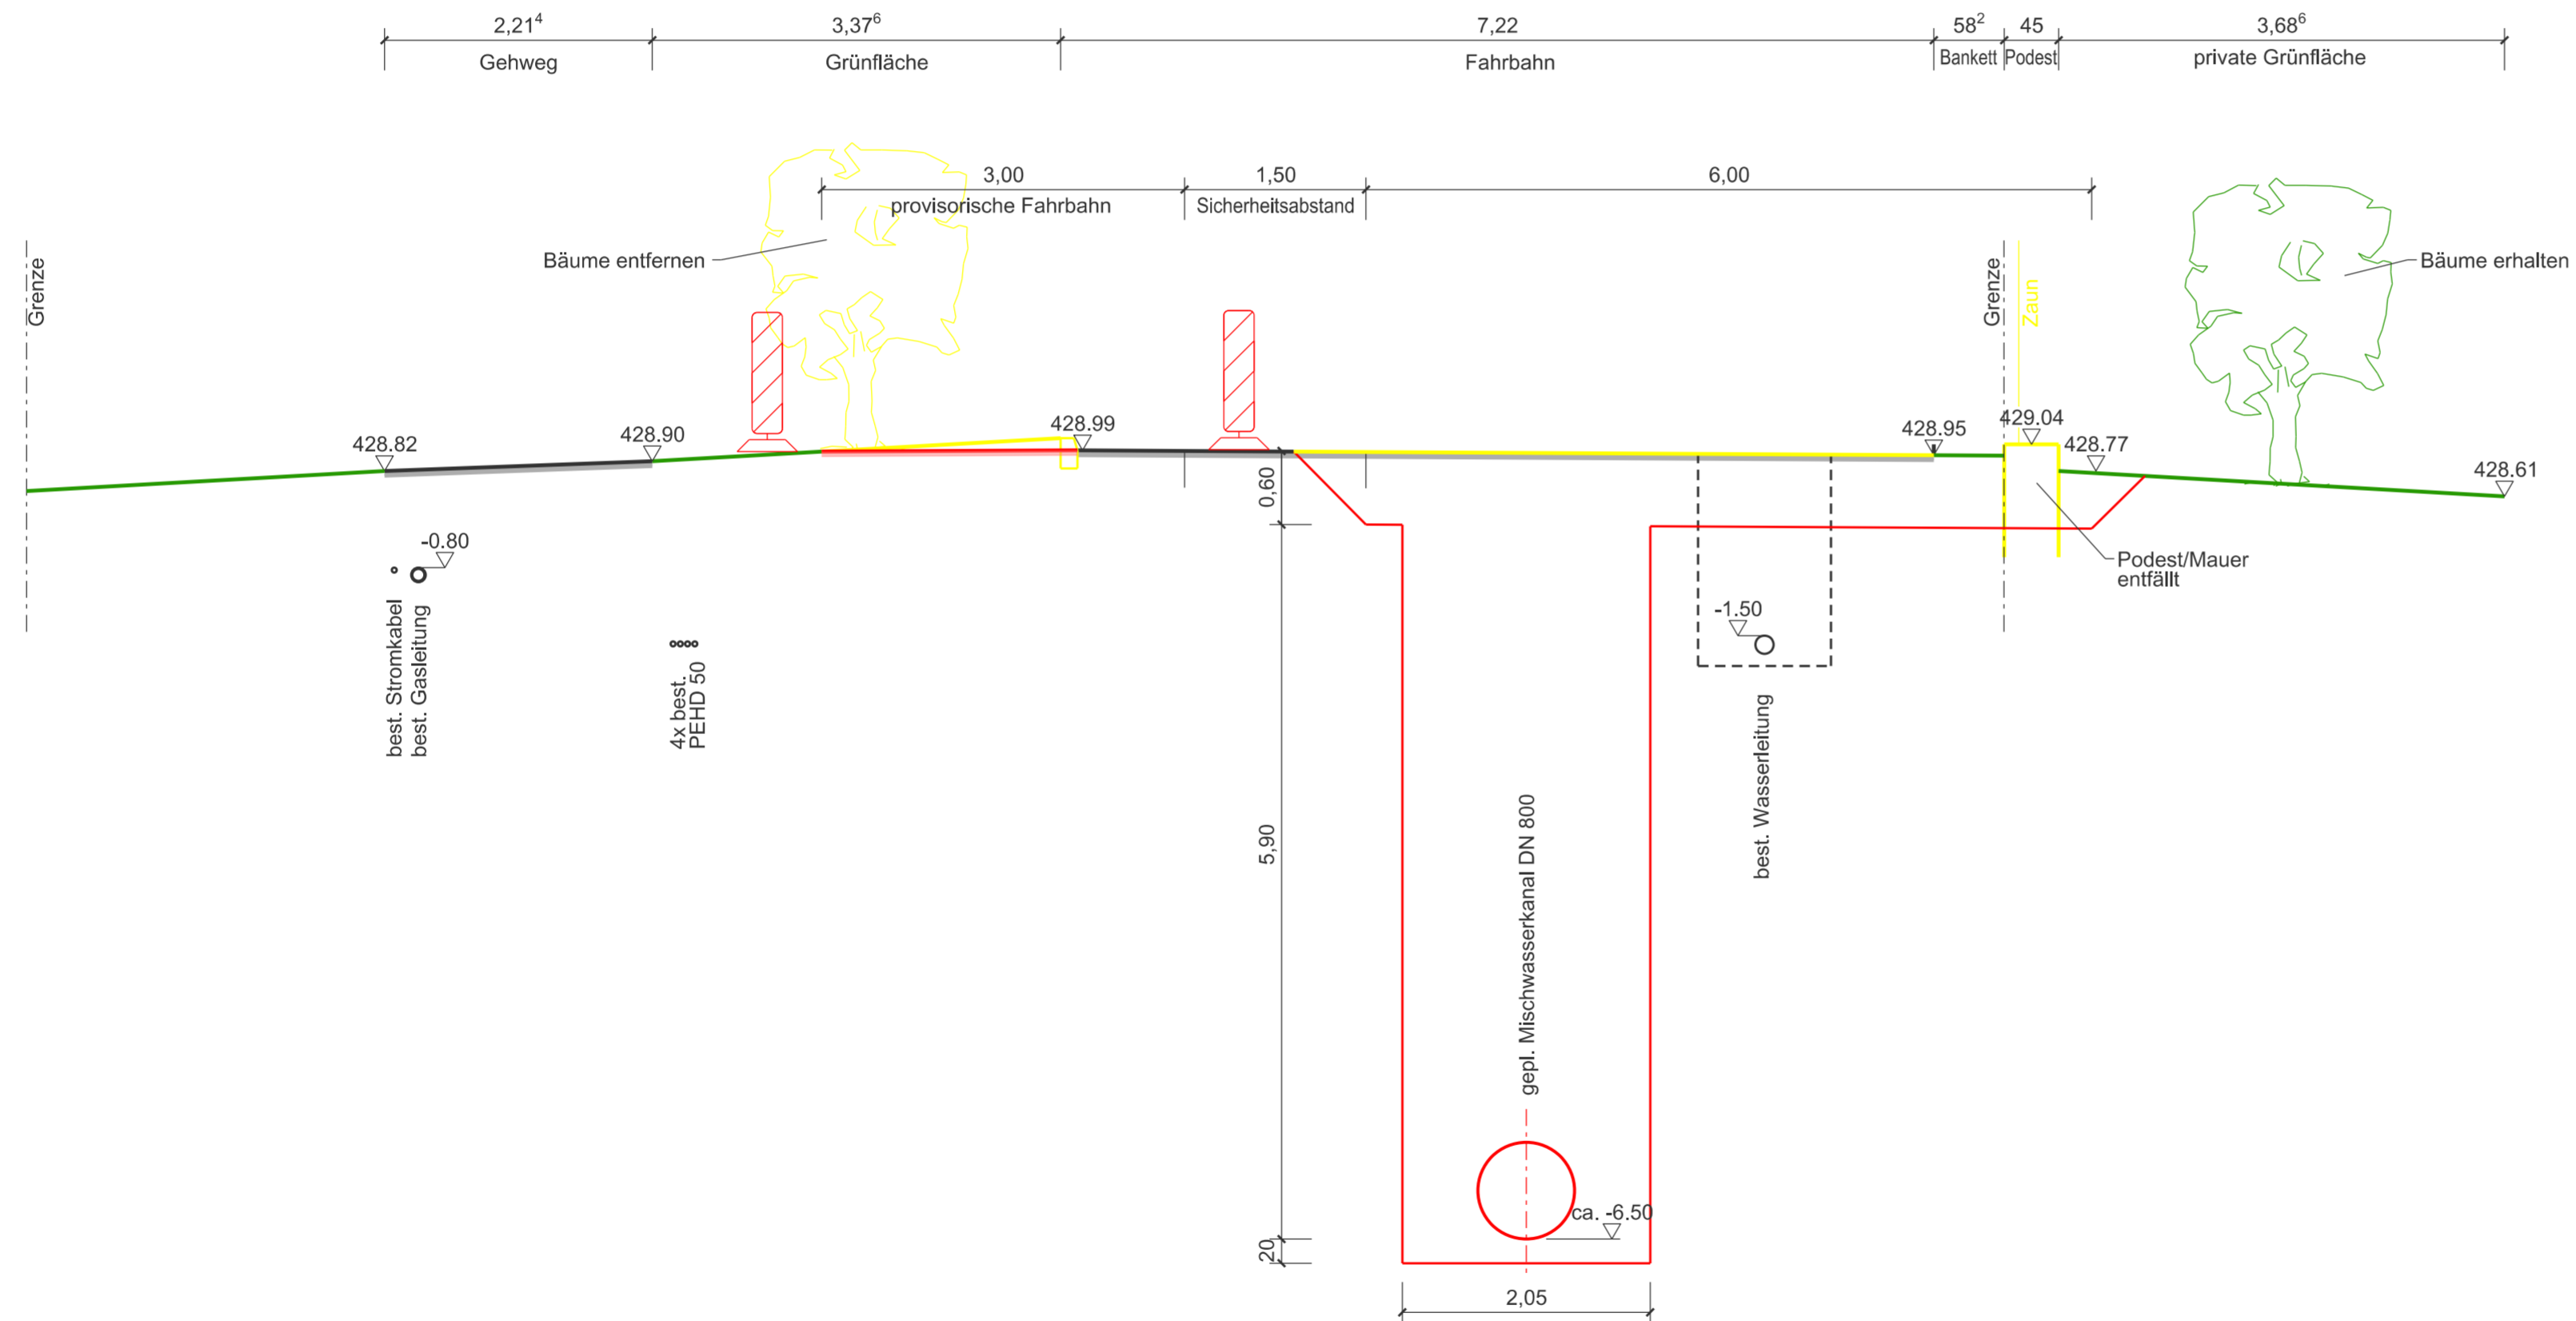 2,21⁴
3,37⁶
7,22
58²
45
3,68⁶
Gehweg
Grünfläche
Fahrbahn
Bankett
Podest
private Grünfläche
3,00
1,50
6,00
provisorische Fahrbahn
Sicherheitsabstand
Grenze
Bäume entfernen
Grenze
Zaun
Bäume erhalten
428.82
428.90
428.99
428.95
429.04
428.77
428.61
0,60
-0.80
best. Stromkabel
best. Gasleitung
4x best.
PEHD 50
-1.50
best. Wasserleitung
Podest/Mauer
entfällt
5,90
gepl. Mischwasserkanal DN 800
ca. -6.50
20
2,05